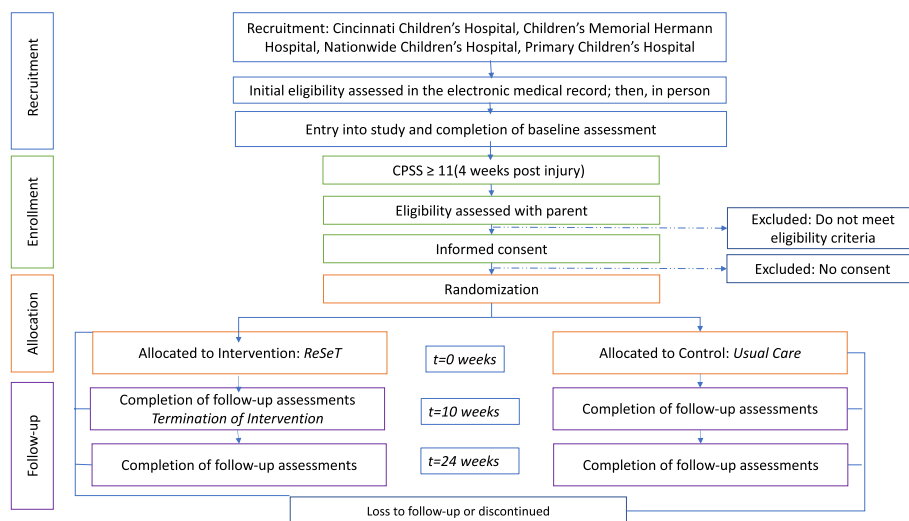 Recruitment
Recruitment: Cincinnati Children's Hospital, Children's Memorial Hermann
Hospital, Nationwide Children's Hospital, Primary Children's Hospital
Initial eligibility assessed in the electronic medical record; then, in person
Entry into study and completion of baseline assessment
Enrollment
CPSS ≥ 11(4 weeks post injury)
Eligibility assessed with parent
Excluded: Do not meet
eligibility criteria
Informed consent
Excluded: No consent
Allocation
Randomization
Allocated to Intervention: ReSeT
t=0 weeks
Allocated to Control: Usual Care
Follow-up
Completion of follow-up assessments
Termination of Intervention
t=10 weeks
Completion of follow-up assessments
Completion of follow-up assessments
t=24 weeks
Completion of follow-up assessments
Loss to follow-up or discontinued